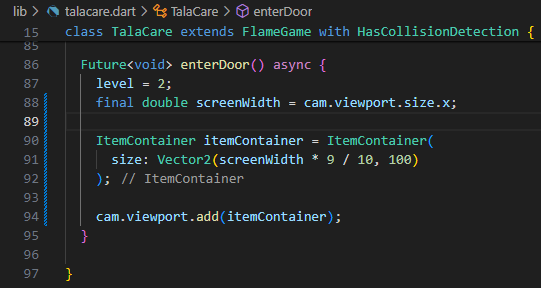 lib > talacare.dart > TalaCare > enterDoor
15 class TalaCare extends FlameGame with HasCollisionDetection {
85
86 Future<void> enterDoor() async {
87 level = 2;
88 final double screenWidth = cam.viewport.size.x;
89
90 ItemContainer itemContainer = ItemContainer(
91 size: Vector2(screenWidth * 9 / 10, 100)
92 ); // ItemContainer
93
94 cam.viewport.add(itemContainer);
95 }
96
97 }